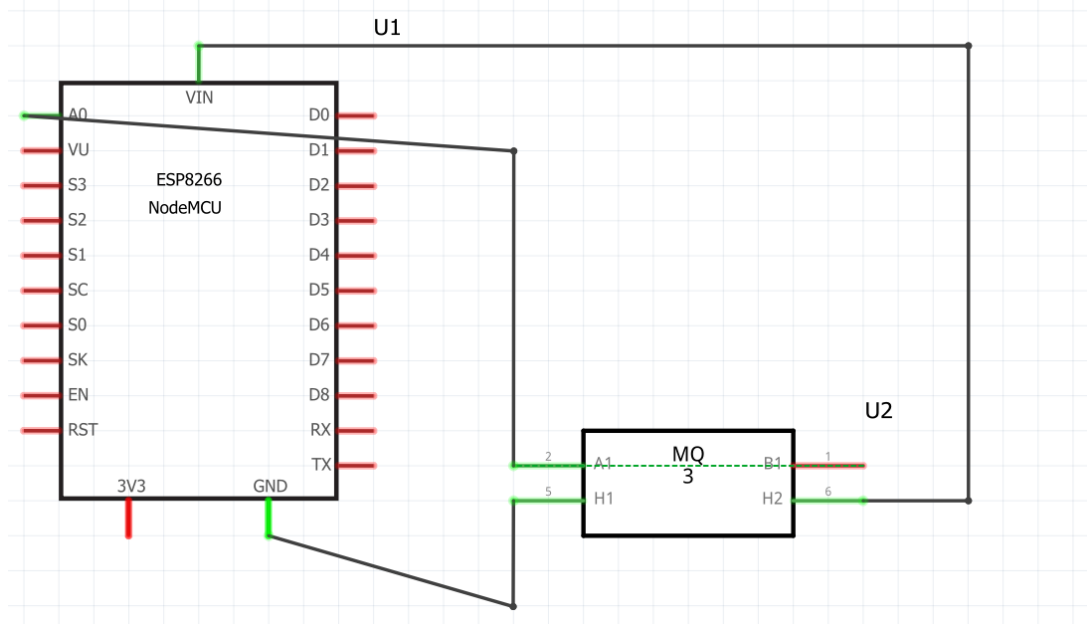 U1
VIN
A0
D0
VU
D1
S3
D2
S2
D3
S1
D4
SC
D5
S0
D6
SK
D7
EN
D8
RST
RX
TX
ESP8266
NodeMCU
3V3
GND
U2
MQ
3
2
A1
B1
1
5
H1
H2
6